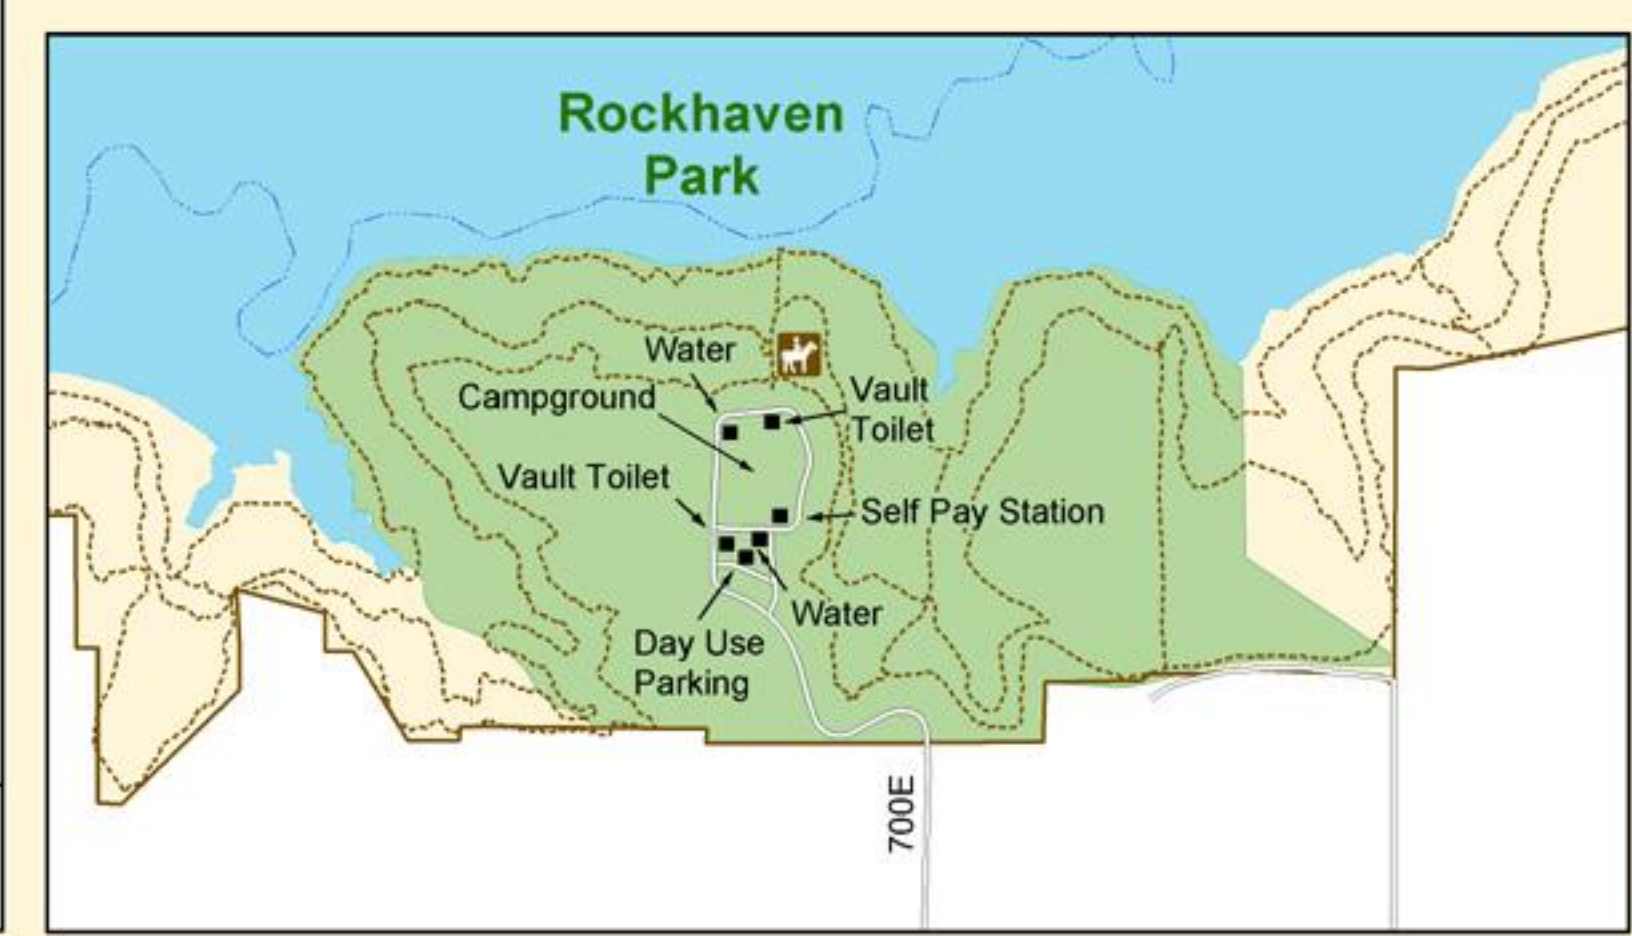 Rockhaven
Park
Water
Campground
Vault
Toilet
Vault Toilet
Self Pay Station
Water
Day Use
Parking
700E